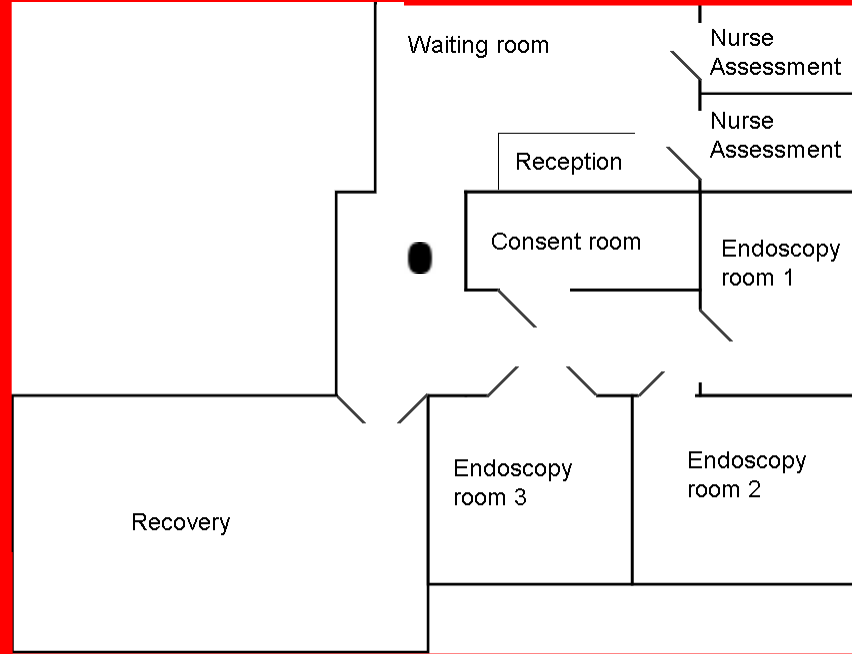 Waiting room
Nurse
Assessment
Nurse
Assessment
Reception
Consent room
Endoscopy
room 1
Endoscopy
room 3
Endoscopy
room 2
Recovery